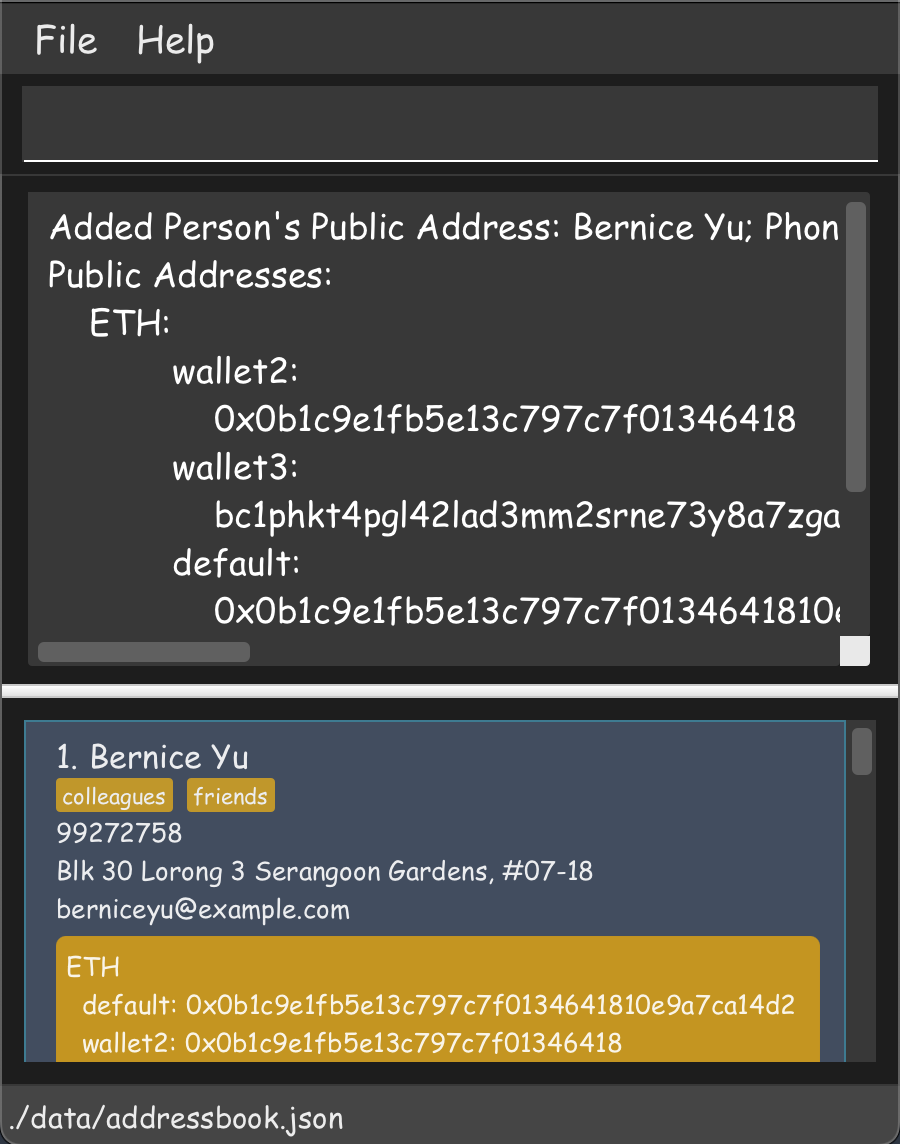 File Help
Added Person's Public Address: Bernice Yu; Phon
Public Addresses:
ETH:
wallet2:
0x0b1c9e1fb5e13c797c7f01346418
wallet3:
bc1phkt4pgl42lad3mm2srne73y8a7zga
default:
0x0b1c9e1fb5e13c797c7f0134641810e
1. Bernice Yu
colleagues friends
99272758
Blk 30 Lorong 3 Serangoon Gardens, #07-18
berniceyu@example.com
ETH
default: 0x0b1c9e1fb5e13c797c7f0134641810e9a7ca14d2
wallet2: 0x0b1c9e1fb5e13c797c7f01346418
./data/addressbook.json